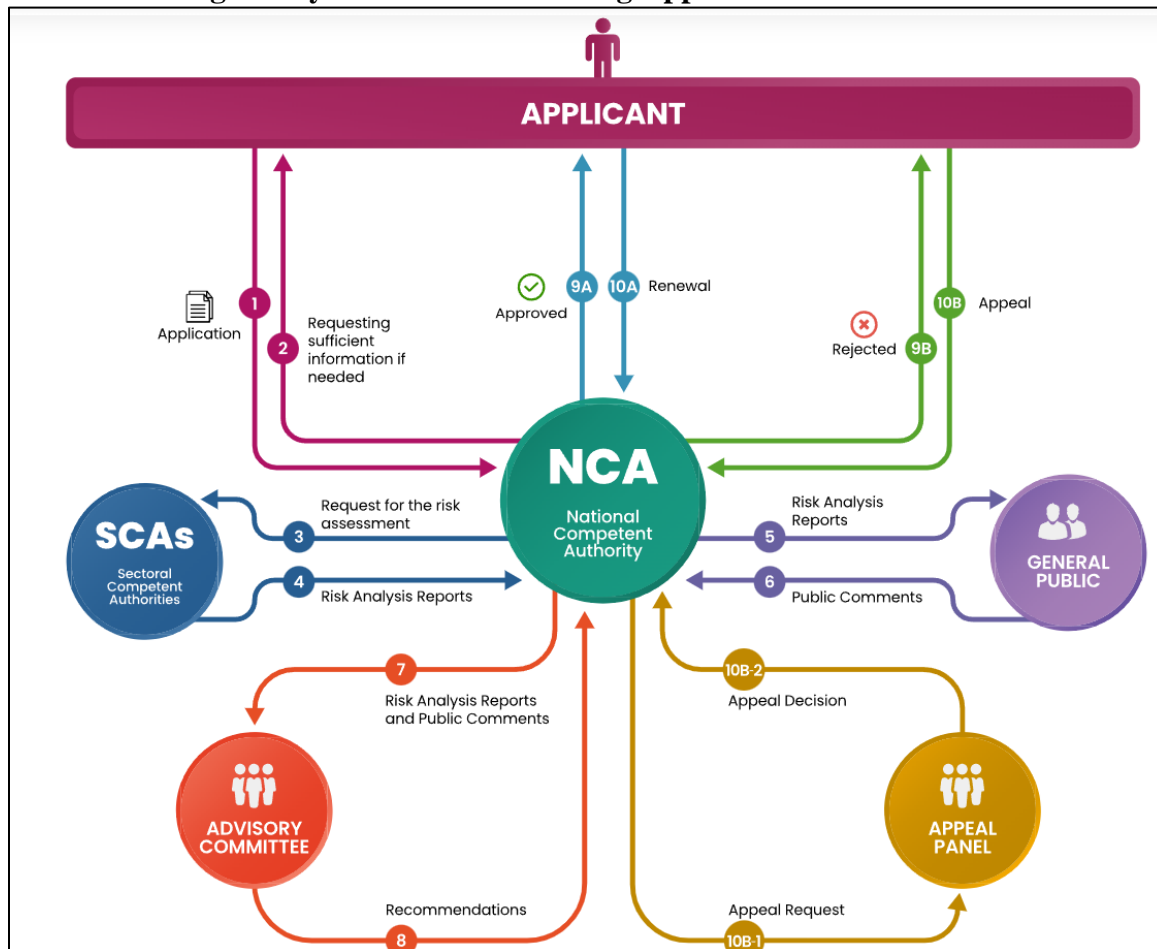 APPLICANT
1
Application
2
Requesting
sufficient
information if
needed
9A
Approved
10A
Renewal
9B
Rejected
10B
Appeal
NCA
National
Competent
Authority
SCAs
Sectoral
Competent
Authorities
3
Request for the risk
assessment
4
Risk Analysis Reports
5
Risk Analysis
Reports
6
Public Comments
GENERAL
PUBLIC
7
Risk Analysis Reports
and Public Comments
ADVISORY
COMMITTEE
8
Recommendations
10B-2
Appeal Decision
APPEAL
PANEL
Appeal Request
10B-1